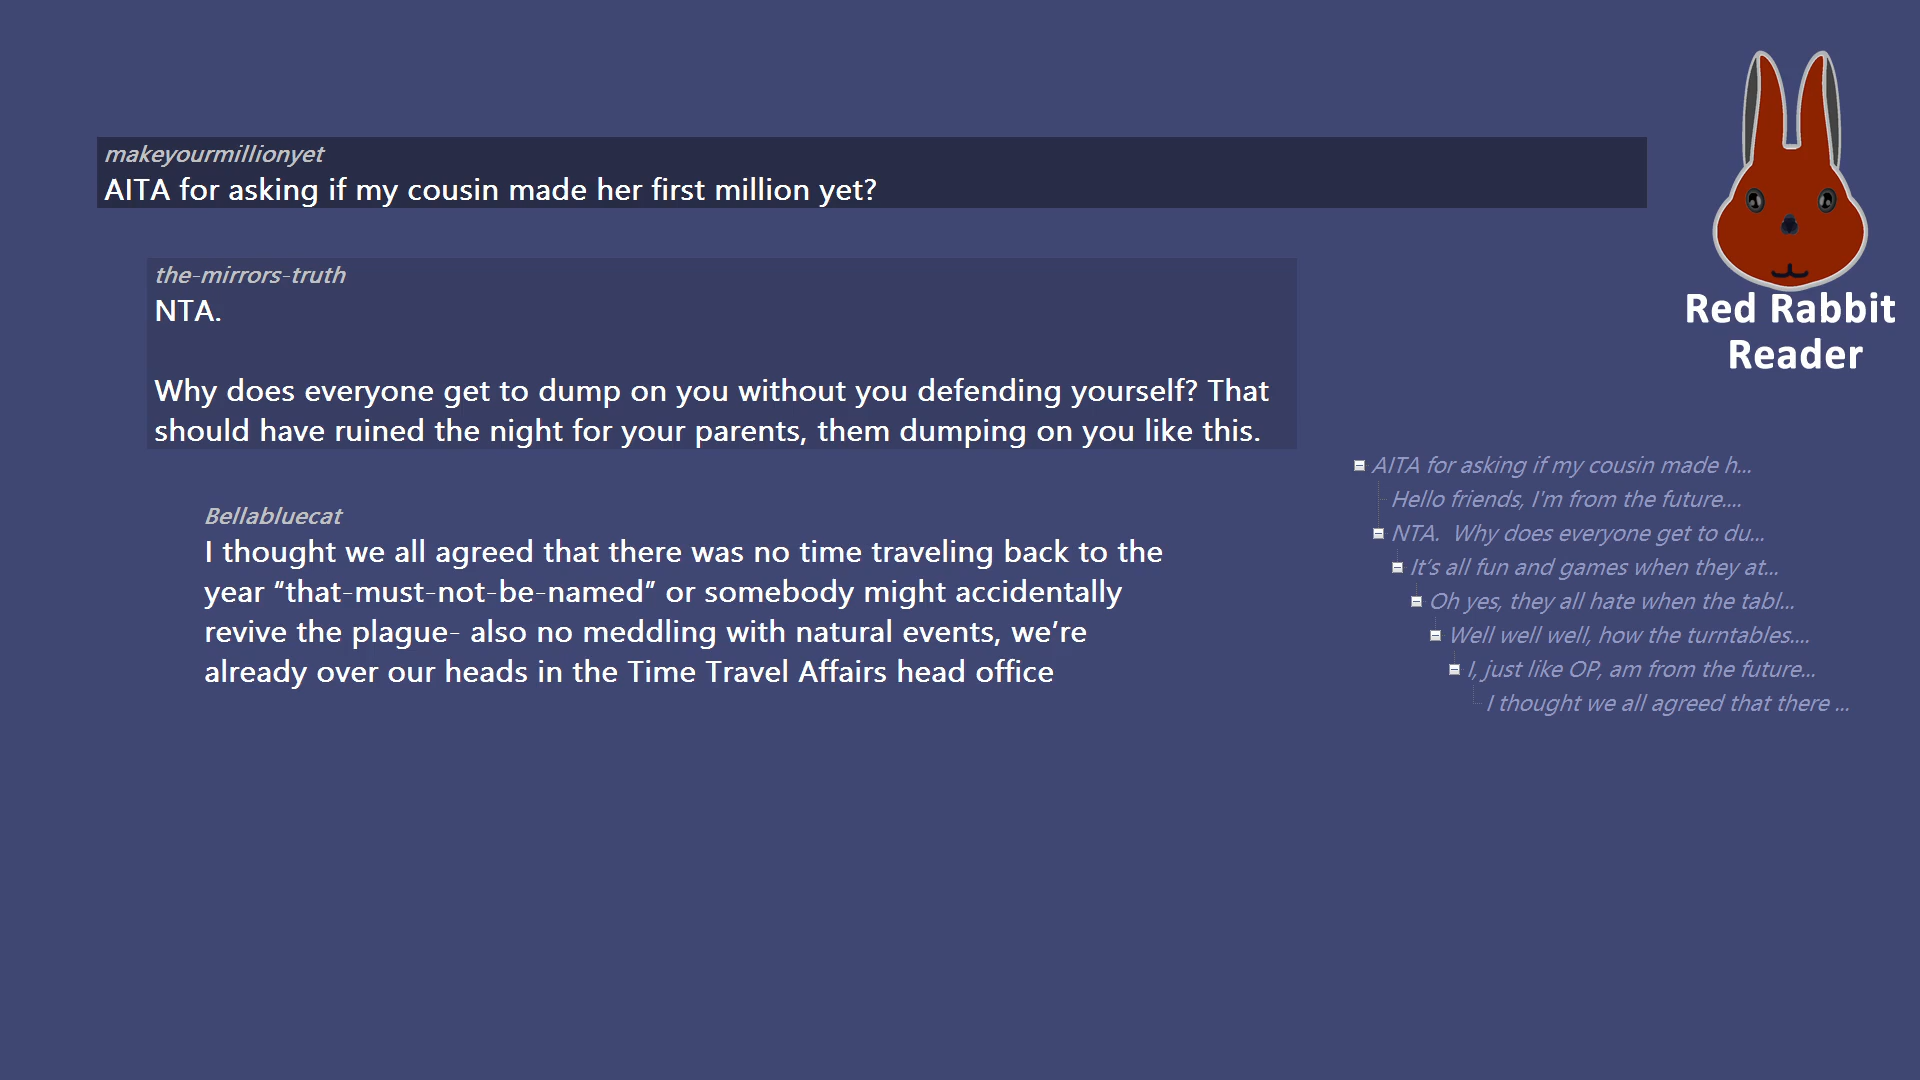 makeyourmillionyet
AITA for asking if my cousin made her first million yet?
the-mirrors-truth
NTA.
Why does everyone get to dump on you without you defending yourself? That
should have ruined the night for your parents, them dumping on you like this.
Bellabluecat
I thought we all agreed that there was no time traveling back to the
year “that-must-not-be-named” or somebody might accidentally
revive the plague- also no meddling with natural events, we’re
already over our heads in the Time Travel Affairs head office
Red Rabbit
Reader
AITA for asking if my cousin made h...
Hello friends, I'm from the future....
NTA.  Why does everyone get to du...
It’s all fun and games when they at...
Oh yes, they all hate when the tabl...
Well well well, how the turntables....
I, just like OP, am from the future...
I thought we all agreed that there ...